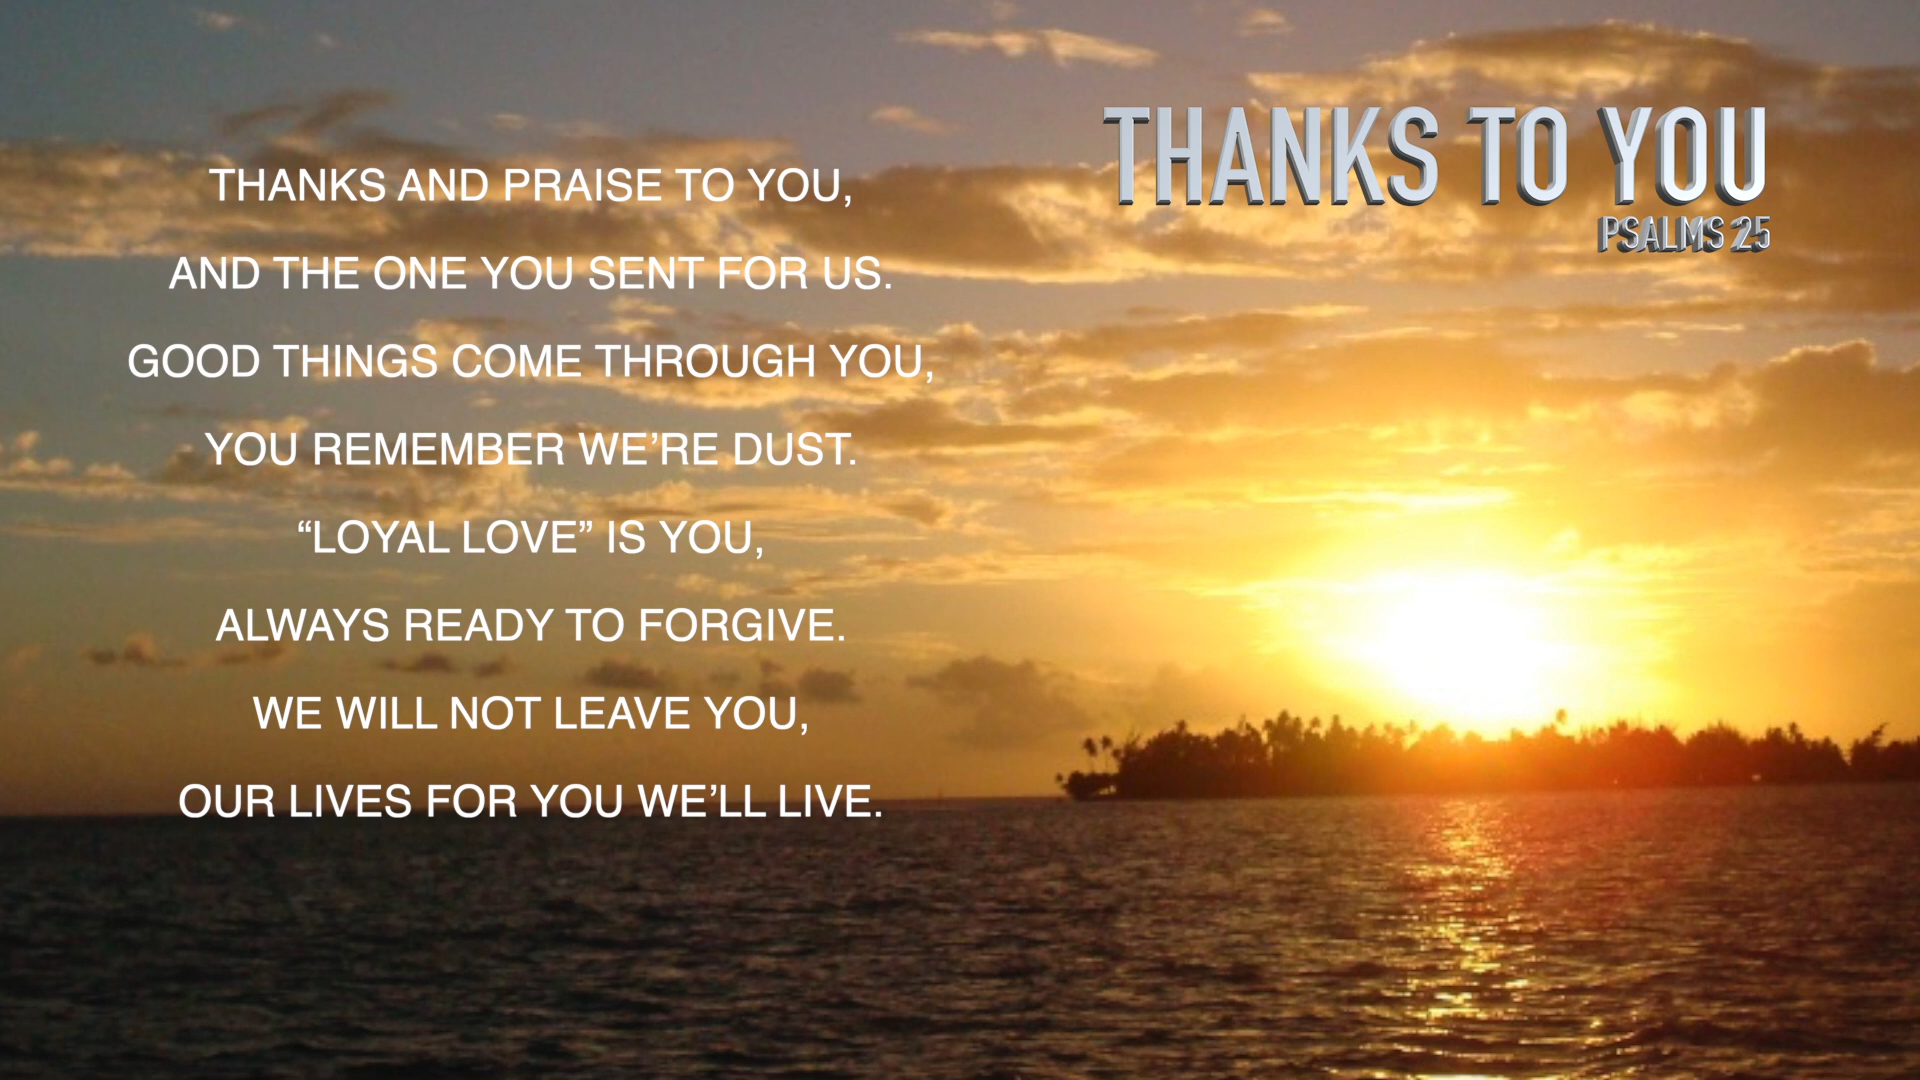 THANKS TO YOU
PSALMS 25
THANKS AND PRAISE TO YOU,
AND THE ONE YOU SENT FOR US.
GOOD THINGS COME THROUGH YOU,
YOU REMEMBER WE’RE DUST.
“LOYAL LOVE” IS YOU,
ALWAYS READY TO FORGIVE.
WE WILL NOT LEAVE YOU,
OUR LIVES FOR YOU WE’LL LIVE.